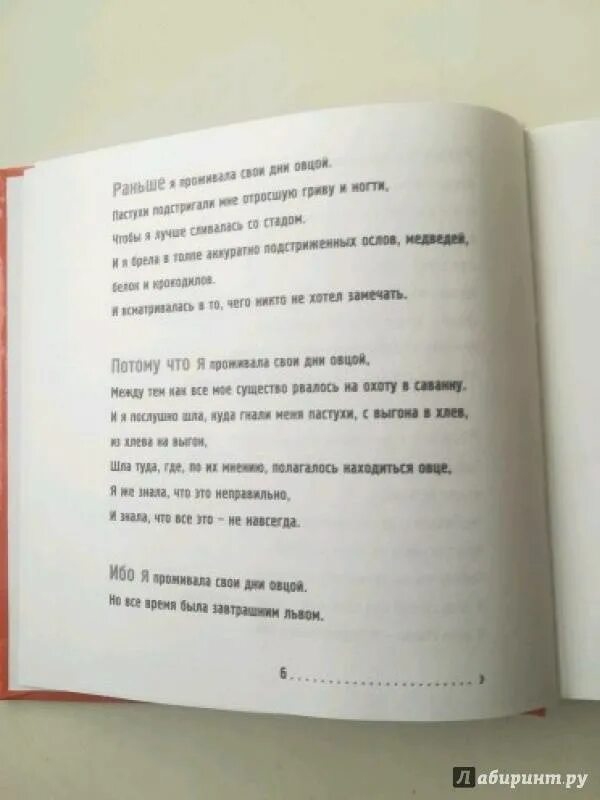 Раньше я проживала свои дни овцой.
Пастухи подстригали мне отросшую гриву и ногти,
Чтобы я лучше сливалась со стадом.
И я брела в толпе аккуратно подстриженных ослов, медведей,
белок и крокодилов.
И всматривалась в то, чего никто не хотел замечать.
Потому что я проживала свои дни овцой,
Между тем как все мое существо рвалось на охоту в саванну.
И я послушно шла, куда гнали меня пастухи, с выгона в хлев,
из хлева на выгон,
Шла туда, где, по их мнению, полагалось находиться овце,
Я же знала, что это неправильно,
И знала, что все это – не навсегда.
Ибо я проживала свои дни овцой.
Но все время была завтрашним львом.
6
Лабиринт.ру